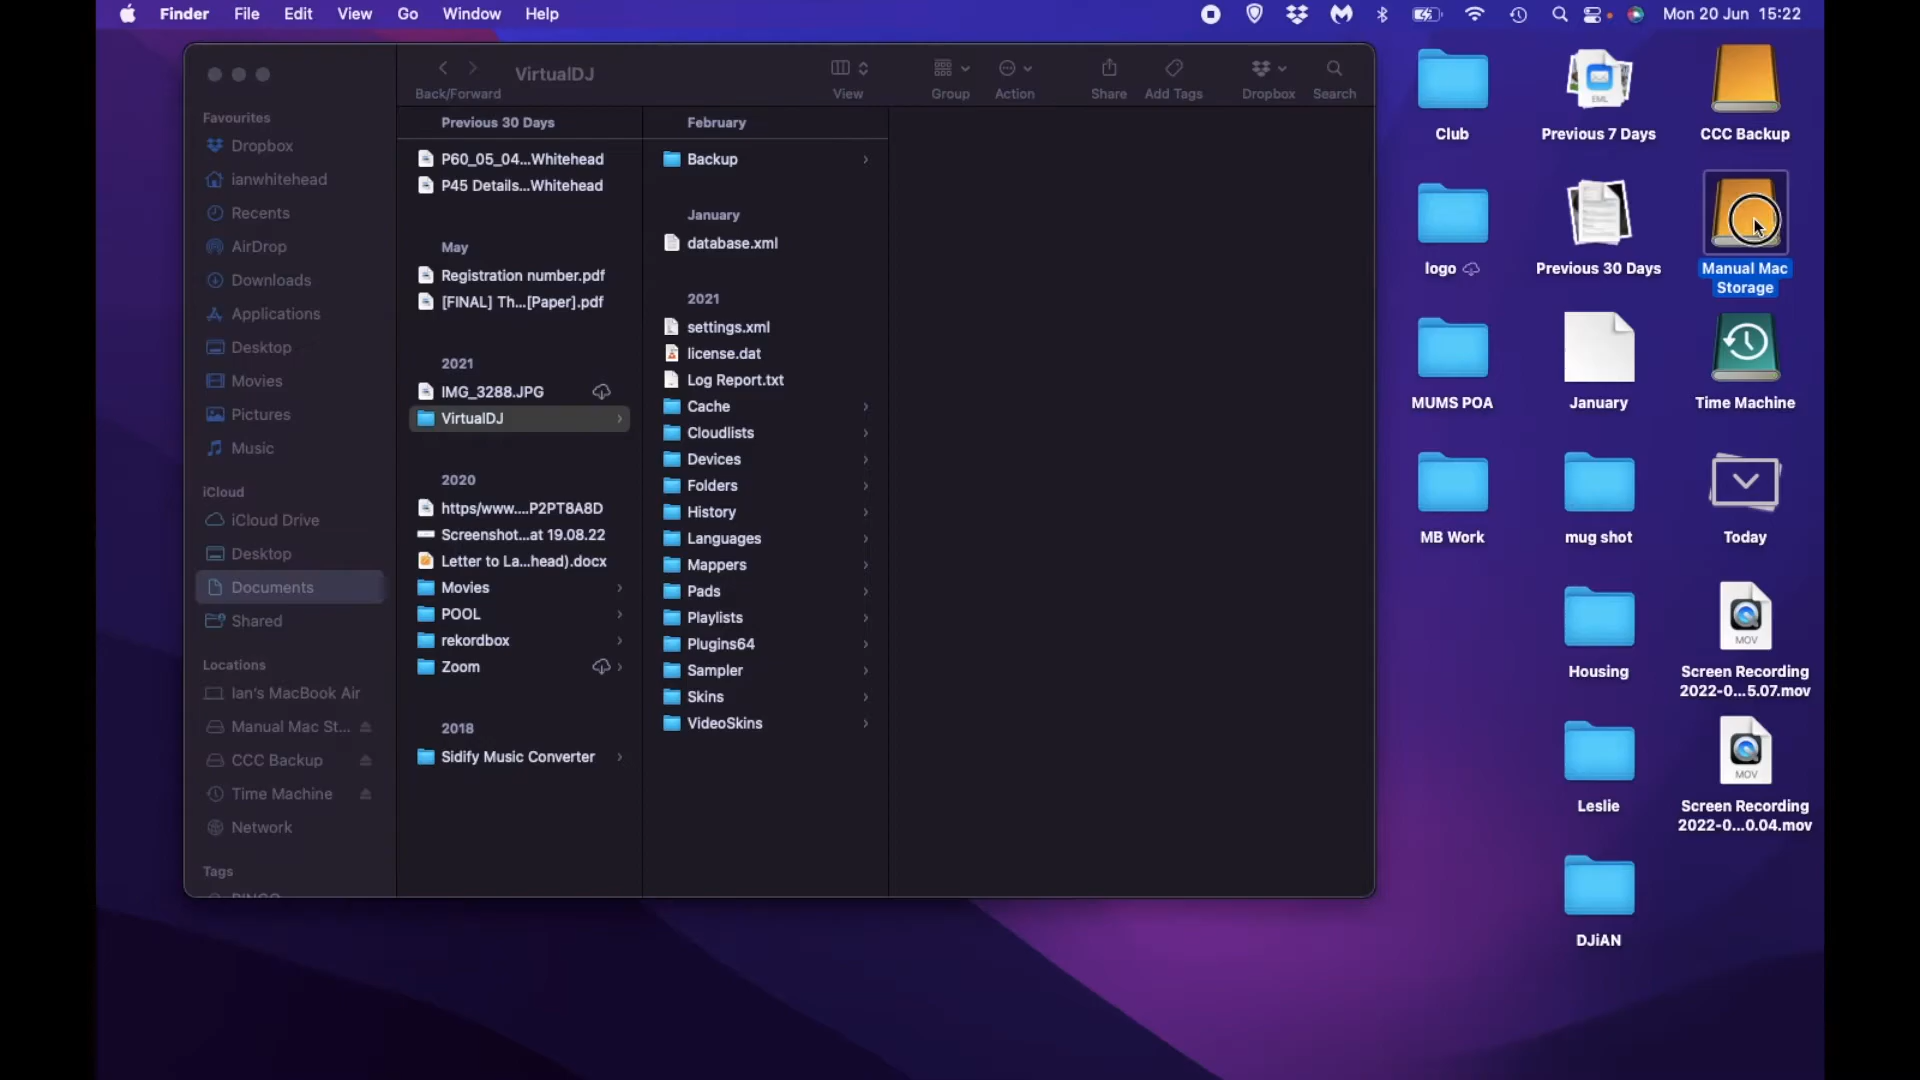 Finder File Edit View Go Window Help Mon 20 Jun 15:22
VirtualDJ
Back/Forward View Group Action Share Add Tags Dropbox Search
Favourites
Dropbox
ianwhitehead
Recents
AirDrop
Downloads
Applications
Desktop
Movies
Pictures
Music
iCloud
iCloud Drive
Desktop
Documents
Shared
Locations
Ian's MacBook Air
Manual Mac St...
CCC Backup
Time Machine
Network
Tags
Previous 30 Days
P60_05_04...Whitehead
P45 Details...Whitehead
May
Registration number.pdf
[FINAL] Th...[Paper].pdf
2021
IMG_3288.JPG
VirtualDJ
2020
https/www....P2PT8A8D
Screenshot...at 19.08.22
Letter to La...head).docx
Movies
POOL
rekordbox
Zoom
2018
Sidify Music Converter
February
Backup
January
database.xml
2021
settings.xml
license.dat
Log Report.txt
Cache
Cloudlists
Devices
Folders
History
Languages
Mappers
Pads
Playlists
Plugins64
Sampler
Skins
VideoSkins
Club
EML
Previous 7 Days
CCC Backup
logo
Previous 30 Days
Manual Mac
Storage
MUMS POA
January
Time Machine
MB Work
mug shot
Today
Housing
MOV
Screen Recording
2022-0...5.07.mov
Leslie
MOV
Screen Recording
2022-0...0.04.mov
DJiAN